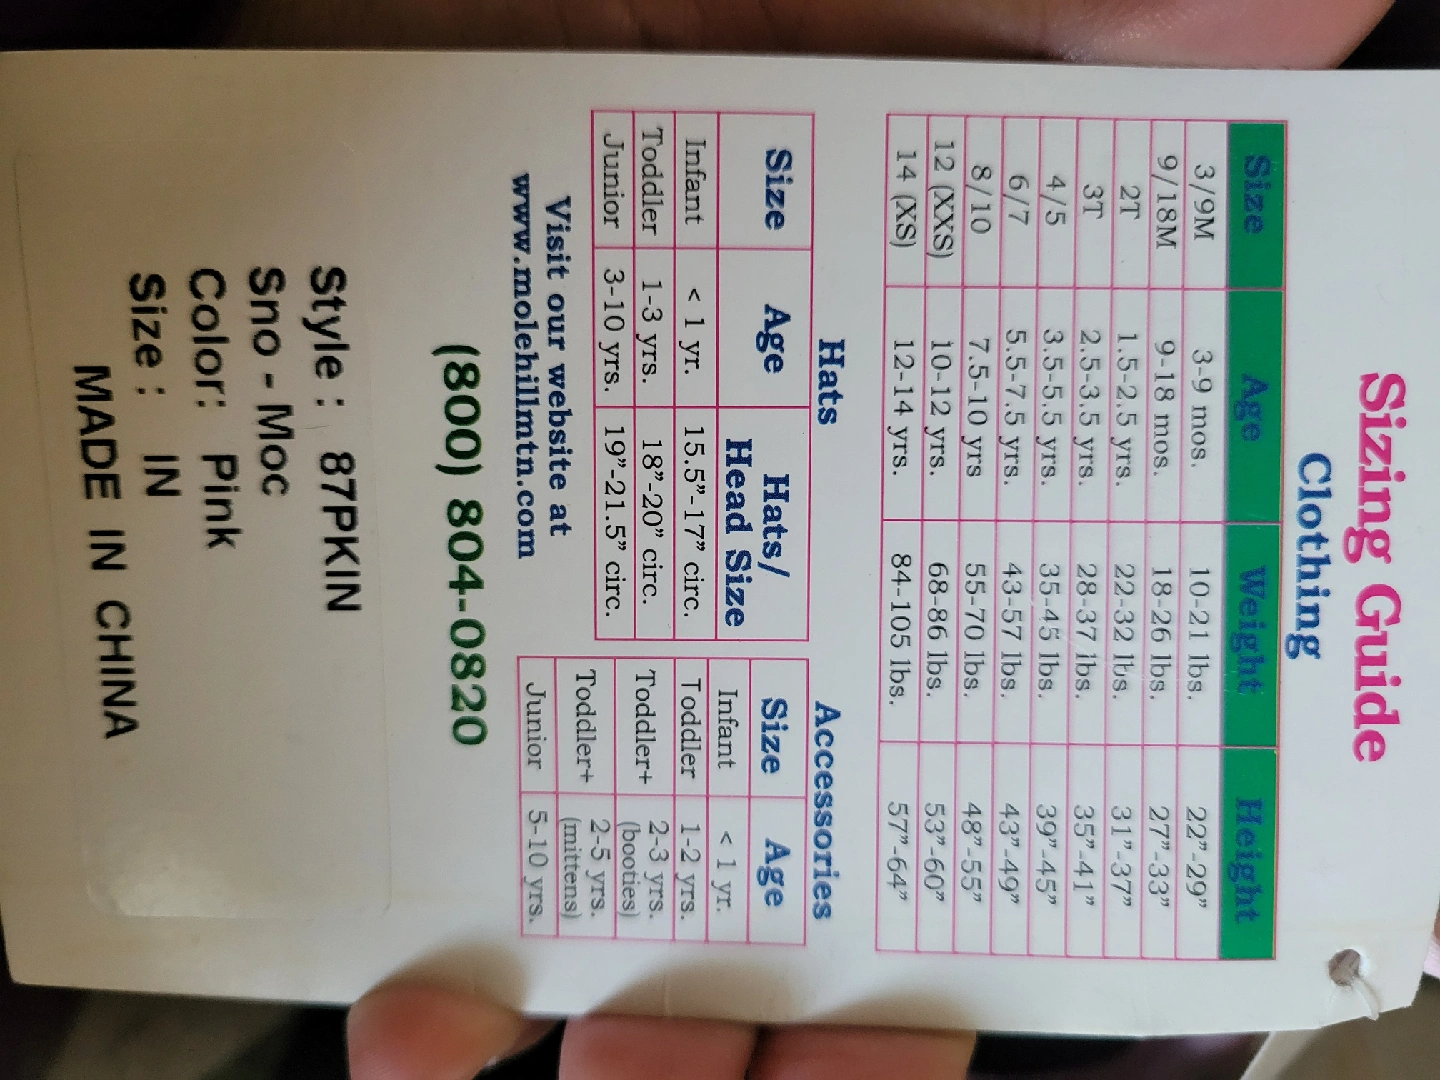 Sizing Guide
Clothing
Size Age Weight Height
3/9M 3-9 mos. 10-21 lbs. 22”-29”
9/18M 9-18 mos. 18-26 lbs. 27”-33”
2T 1.5-2.5 yrs. 22-32 lbs. 31”-37”
3T 2.5-3.5 yrs. 28-37 lbs. 35”-41”
4/5 3.5-5.5 yrs. 35-45 lbs. 39”-45”
6/7 5.5-7.5 yrs. 43-57 lbs. 43”-49”
8/10 7.5-10 yrs 55-70 lbs. 48”-55”
12 (XXS) 10-12 yrs. 68-86 lbs. 53”-60”
14 (XS) 12-14 yrs. 84-105 lbs. 57”-64”
Hats
Size Age Hats/
Head Size
Infant < 1 yr. 15.5”-17” circ.
Toddler 1-3 yrs. 18”-20” circ.
Junior 3-10 yrs. 19”-21.5” circ.
Accessories
Size Age
Infant < 1 yr.
Toddler 1-2 yrs.
Toddler+ 2-3 yrs.
(booties)
Toddler+ 2-5 yrs.
(mittens)
Junior 5-10 yrs.
Visit our website at
www.molehillmtn.com
(800) 804-0820
Style : 87PKIN
Sno - Moc
Color: Pink
Size : IN
MADE IN CHINA